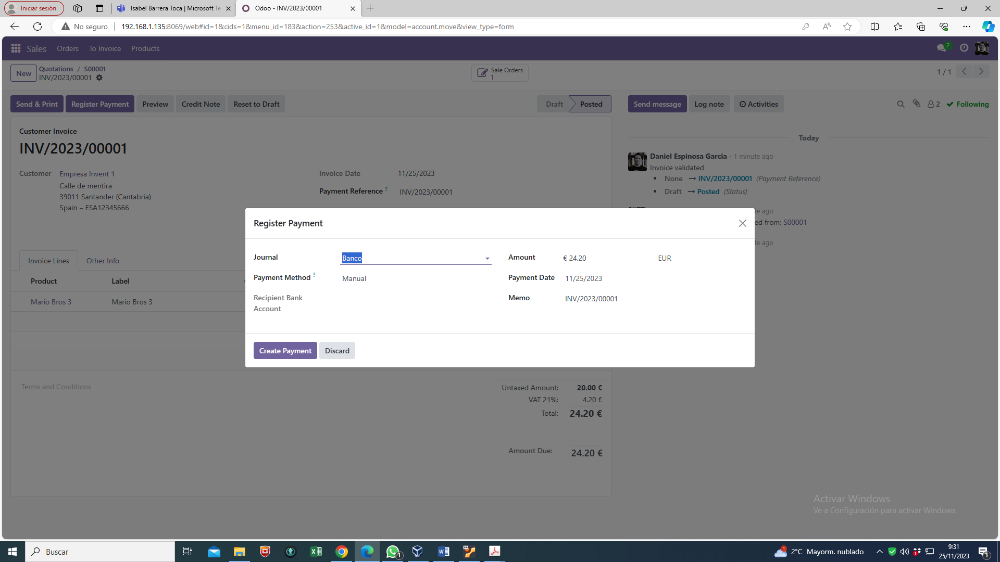 Iniciar sesión
Isabel Barrera Toca | Microsoft Te
Odoo - INV/2023/00001
No seguro
192.168.1.135:8069/web#id=1&cids=1&menu_id=183&action=253&active_id=1&model=account.move&view_type=form
Sales Orders To Invoice Products
2
New
Quotations / S00001
INV/2023/00001
Sale Orders
1
1 / 1
Send & Print Register Payment Preview Credit Note Reset to Draft
Draft Posted
Send message Log note Activities
2 Following
Customer Invoice
INV/2023/00001
Customer Empresa Invent 1
Calle de mentira
39011 Santander (Cantabria)
Spain – ESA12345666
Invoice Date 11/25/2023
Payment Reference ? INV/2023/00001
Today
Daniel Espinosa Garcia - 1 minute ago
Invoice validated
• None → INV/2023/00001 (Payment Reference)
• Draft → Posted (Status)
te ago
ed from: S00001
te ago
Register Payment
Journal Banco
Payment Method ? Manual
Recipient Bank
Account
Amount € 24.20 EUR
Payment Date 11/25/2023
Memo INV/2023/00001
Create Payment Discard
Invoice Lines Other Info
Product Label
Mario Bros 3 Mario Bros 3
Terms and Conditions
Untaxed Amount: 20.00 €
VAT 21%: 4.20 €
Total: 24.20 €
Amount Due: 24.20 €
Activar Windows
Ve a Configuración para activar Windows.
Buscar
64
1
1
2°C Mayorm. nublado
1
9:31
25/11/2023
1